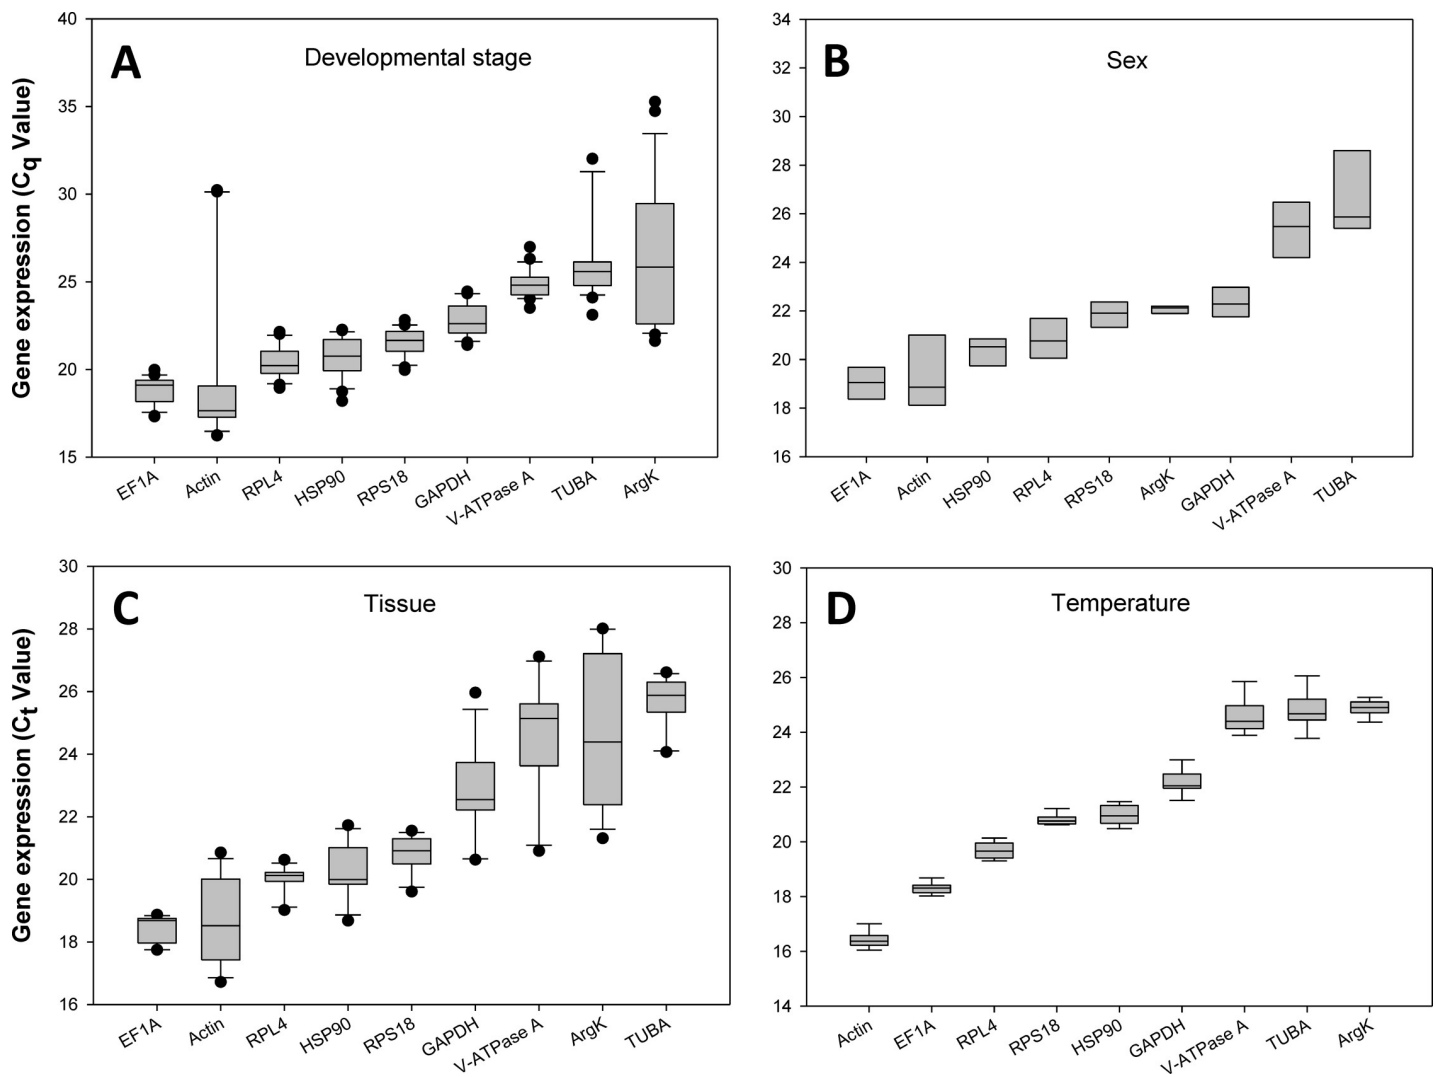 A
Developmental stage
Gene expression (Cq Value)
40
35
30
25
20
15
EF1A
Actin
RPL4
HSP90
RPS18
GAPDH
V-ATPase A
TUBA
ArgK
B
Sex
34
32
30
28
26
24
22
20
18
16
EF1A
Actin
HSP90
RPL4
RPS18
ArgK
GAPDH
V-ATPase A
TUBA
C
Tissue
Gene expression (Ct Value)
30
28
26
24
22
20
18
16
EF1A
Actin
RPL4
HSP90
RPS18
GAPDH
V-ATPase A
ArgK
TUBA
D
Temperature
30
28
26
24
22
20
18
16
14
Actin
EF1A
RPL4
RPS18
HSP90
GAPDH
V-ATPase A
TUBA
ArgK